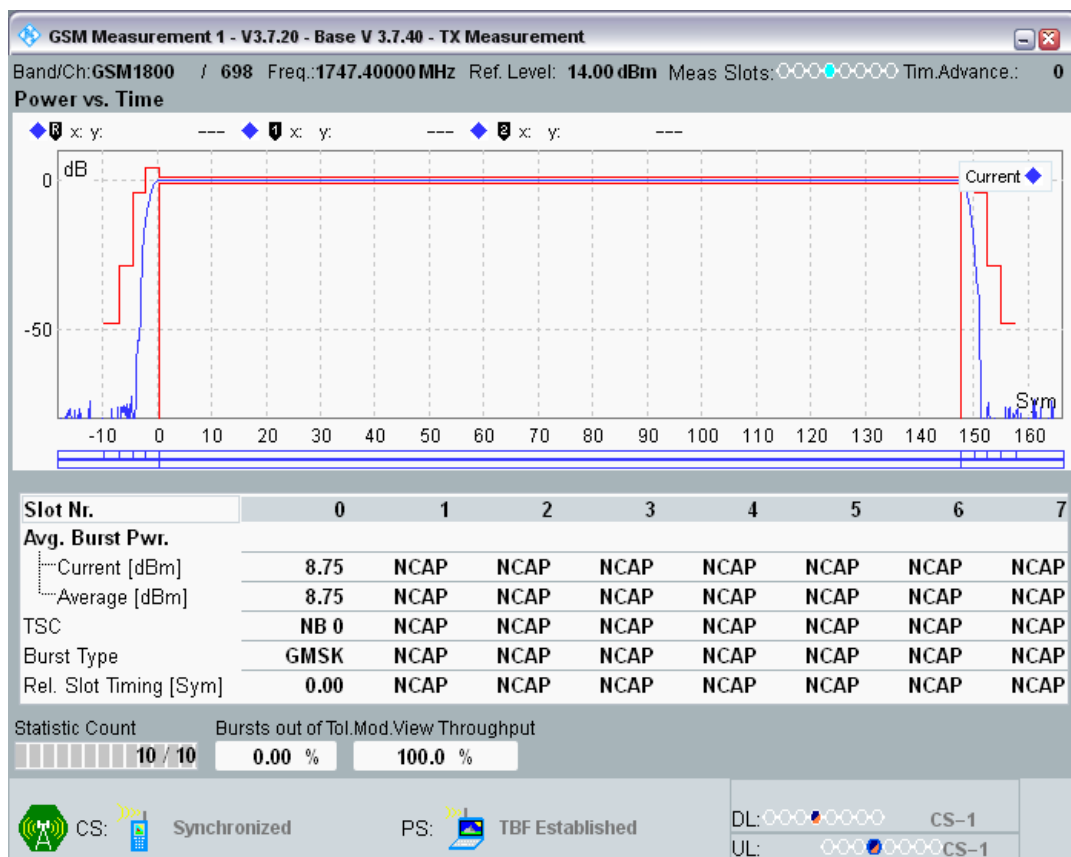 GSM Measurement 1 - V3.7.20 - Base V 3.7.40 - TX Measurement
Band/Ch:GSM1800 / 698 Freq.:1747.40000 MHz Ref. Level: 14.00 dBm Meas Slots: Tim.Advance.: 0
Power vs. Time
R x: y: --- 1 x: y: --- 2 x: y: ---
dB
Current
0
-50
Sym
-10 0 10 20 30 40 50 60 70 80 90 100 110 120 130 140 150 160
Slot Nr. 0 1 2 3 4 5 6 7
Avg. Burst Pwr.
Current [dBm] 8.75 NCAP NCAP NCAP NCAP NCAP NCAP NCAP
Average [dBm] 8.75 NCAP NCAP NCAP NCAP NCAP NCAP NCAP
TSC NB 0 NCAP NCAP NCAP NCAP NCAP NCAP NCAP
Burst Type GMSK NCAP NCAP NCAP NCAP NCAP NCAP NCAP
Rel. Slot Timing [Sym] 0.00 NCAP NCAP NCAP NCAP NCAP NCAP NCAP
Statistic Count Bursts out of Tol.Mod.View Throughput
10 / 10 0.00 % 100.0 %
CS: Synchronized PS: TBF Established DL: CS-1
UL: CS-1